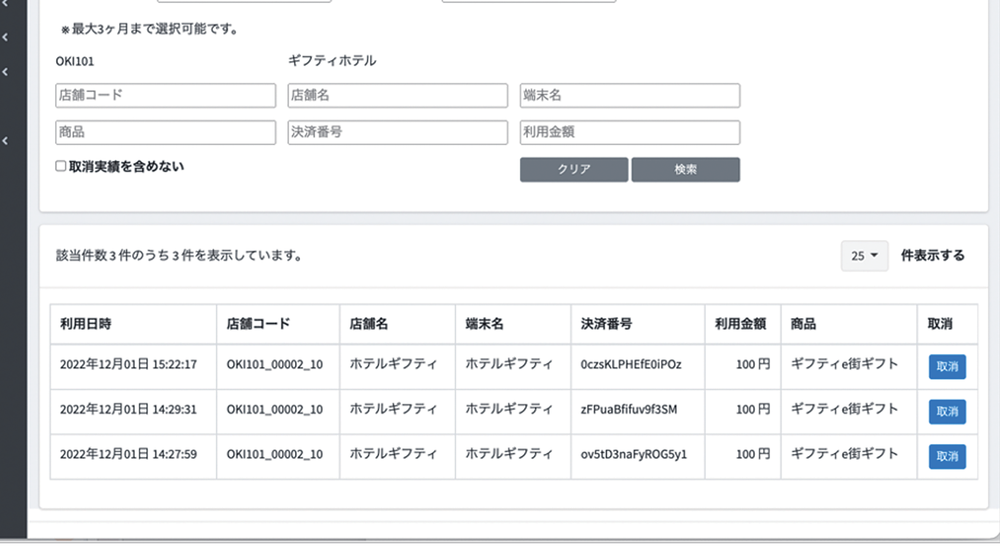 ※最大3ヶ月まで選択可能です。
OKI101 ギフティホテル
店舗コード 店舗名 端末名
商品 決済番号 利用金額
取消実績を含めない クリア 検索
該当件数 3 件のうち 3 件を表示しています。 25 件表示する
利用日時 店舗コード 店舗名 端末名 決済番号 利用金額 商品 取消
2022年12月01日 15:22:17 OKI101_00002_10 ホテルギフティ ホテルギフティ 0czsKLPHEfE0iPOz 100 円 ギフティe街ギフト 取消
2022年12月01日 14:29:31 OKI101_00002_10 ホテルギフティ ホテルギフティ zFPuaBfifuv9f3SM 100 円 ギフティe街ギフト 取消
2022年12月01日 14:27:59 OKI101_00002_10 ホテルギフティ ホテルギフティ ov5tD3naFyROG5y1 100 円 ギフティe街ギフト 取消